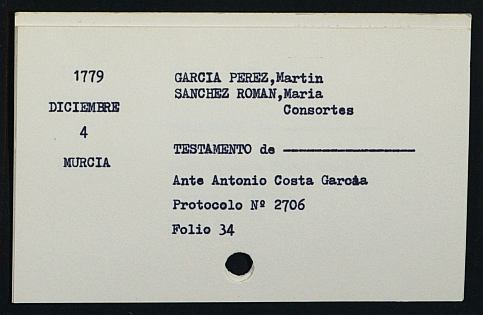 1779
DICIEMBRE
4
MURCIA
GARCIA PEREZ,Martin
SANCHEZ ROMAN,Maria
Consortes
TESTAMENTO de ————————
Ante Antonio Costa Garcia
Protocolo Nº 2706
Folio 34